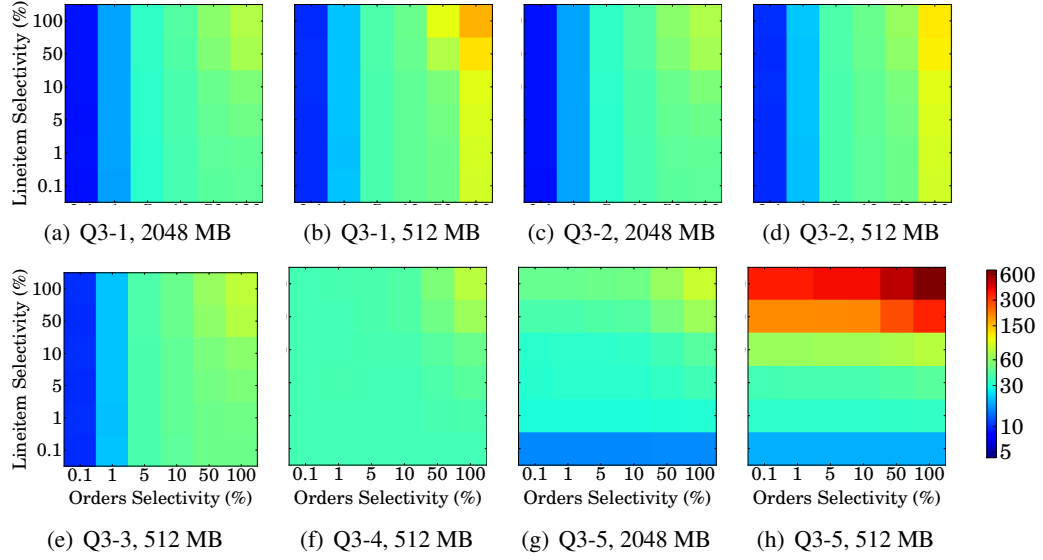 Lineitem Selectivity (%)
100
50
10
5
1
0.1
(a) Q3-1, 2048 MB
(b) Q3-1, 512 MB
(c) Q3-2, 2048 MB
(d) Q3-2, 512 MB
Lineitem Selectivity (%)
100
50
10
5
1
0.1
0.1 1 5 10 50 100
0.1 1 5 10 50 100
0.1 1 5 10 50 100
0.1 1 5 10 50 100
Orders Selectivity (%)
Orders Selectivity (%)
Orders Selectivity (%)
Orders Selectivity (%)
600
300
150
60
30
10
5
(e) Q3-3, 512 MB
(f) Q3-4, 512 MB
(g) Q3-5, 2048 MB
(h) Q3-5, 512 MB